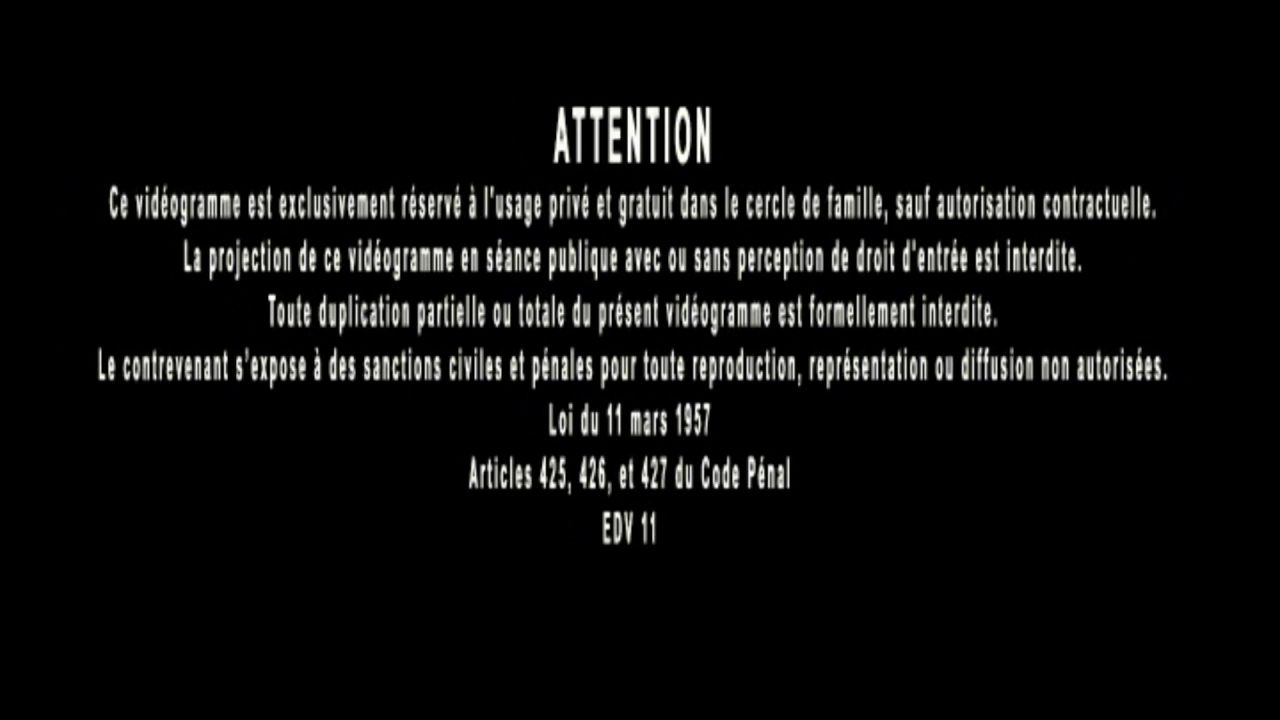 ATTENTION
Ce vidéogramme est exclusivement réservé à l'usage privé et gratuit dans le cercle de famille, sauf autorisation contractuelle.
La projection de ce vidéogramme en séance publique avec ou sans perception de droit d'entrée est interdite.
Toute duplication partielle ou totale du présent vidéogramme est formellement interdite.
Le contrevenant s'expose à des sanctions civiles et pénales pour toute reproduction, représentation ou diffusion non autorisées.
Loi du 11 mars 1957
Articles 425, 426, et 427 du Code Pénal
EDV 11